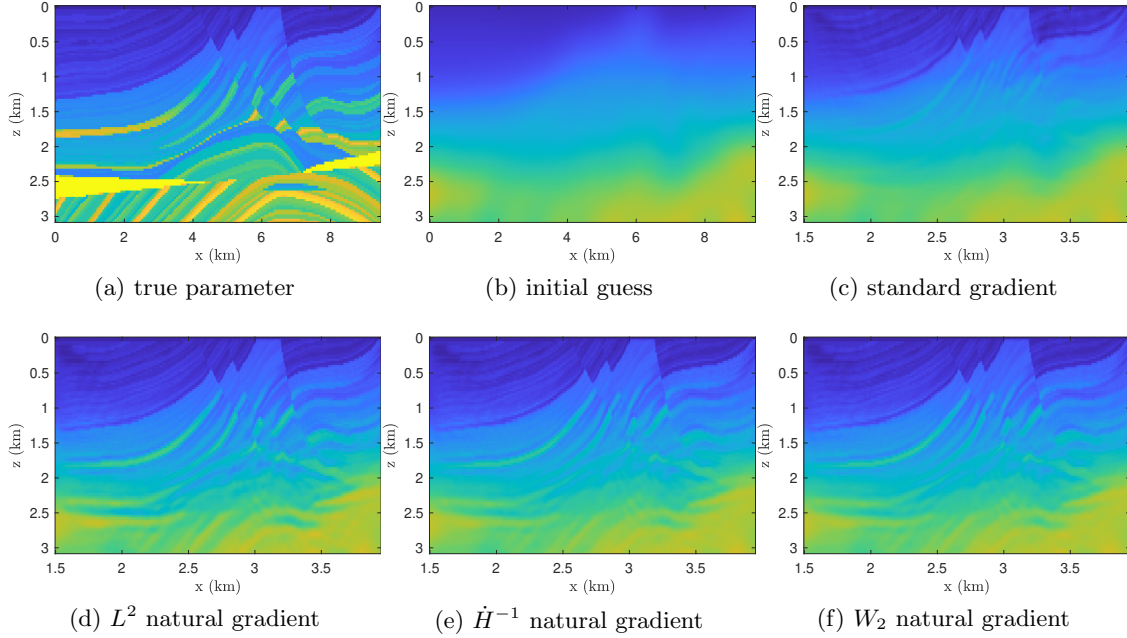 0
0.5
1
1.5
2
2.5
3
z (km)
0 2 4 6 8
x (km)
(a) true parameter
0
0.5
1
1.5
2
2.5
3
z (km)
0 2 4 6 8
x (km)
(b) initial guess
0
0.5
1
1.5
2
2.5
3
z (km)
1.5 2 2.5 3 3.5
x (km)
(c) standard gradient
0
0.5
1
1.5
2
2.5
3
z (km)
1.5 2 2.5 3 3.5
x (km)
(d) L² natural gradient
0
0.5
1
1.5
2
2.5
3
z (km)
1.5 2 2.5 3 3.5
x (km)
(e) Ḣ⁻¹ natural gradient
0
0.5
1
1.5
2
2.5
3
z (km)
1.5 2 2.5 3 3.5
x (km)
(f) W₂ natural gradient